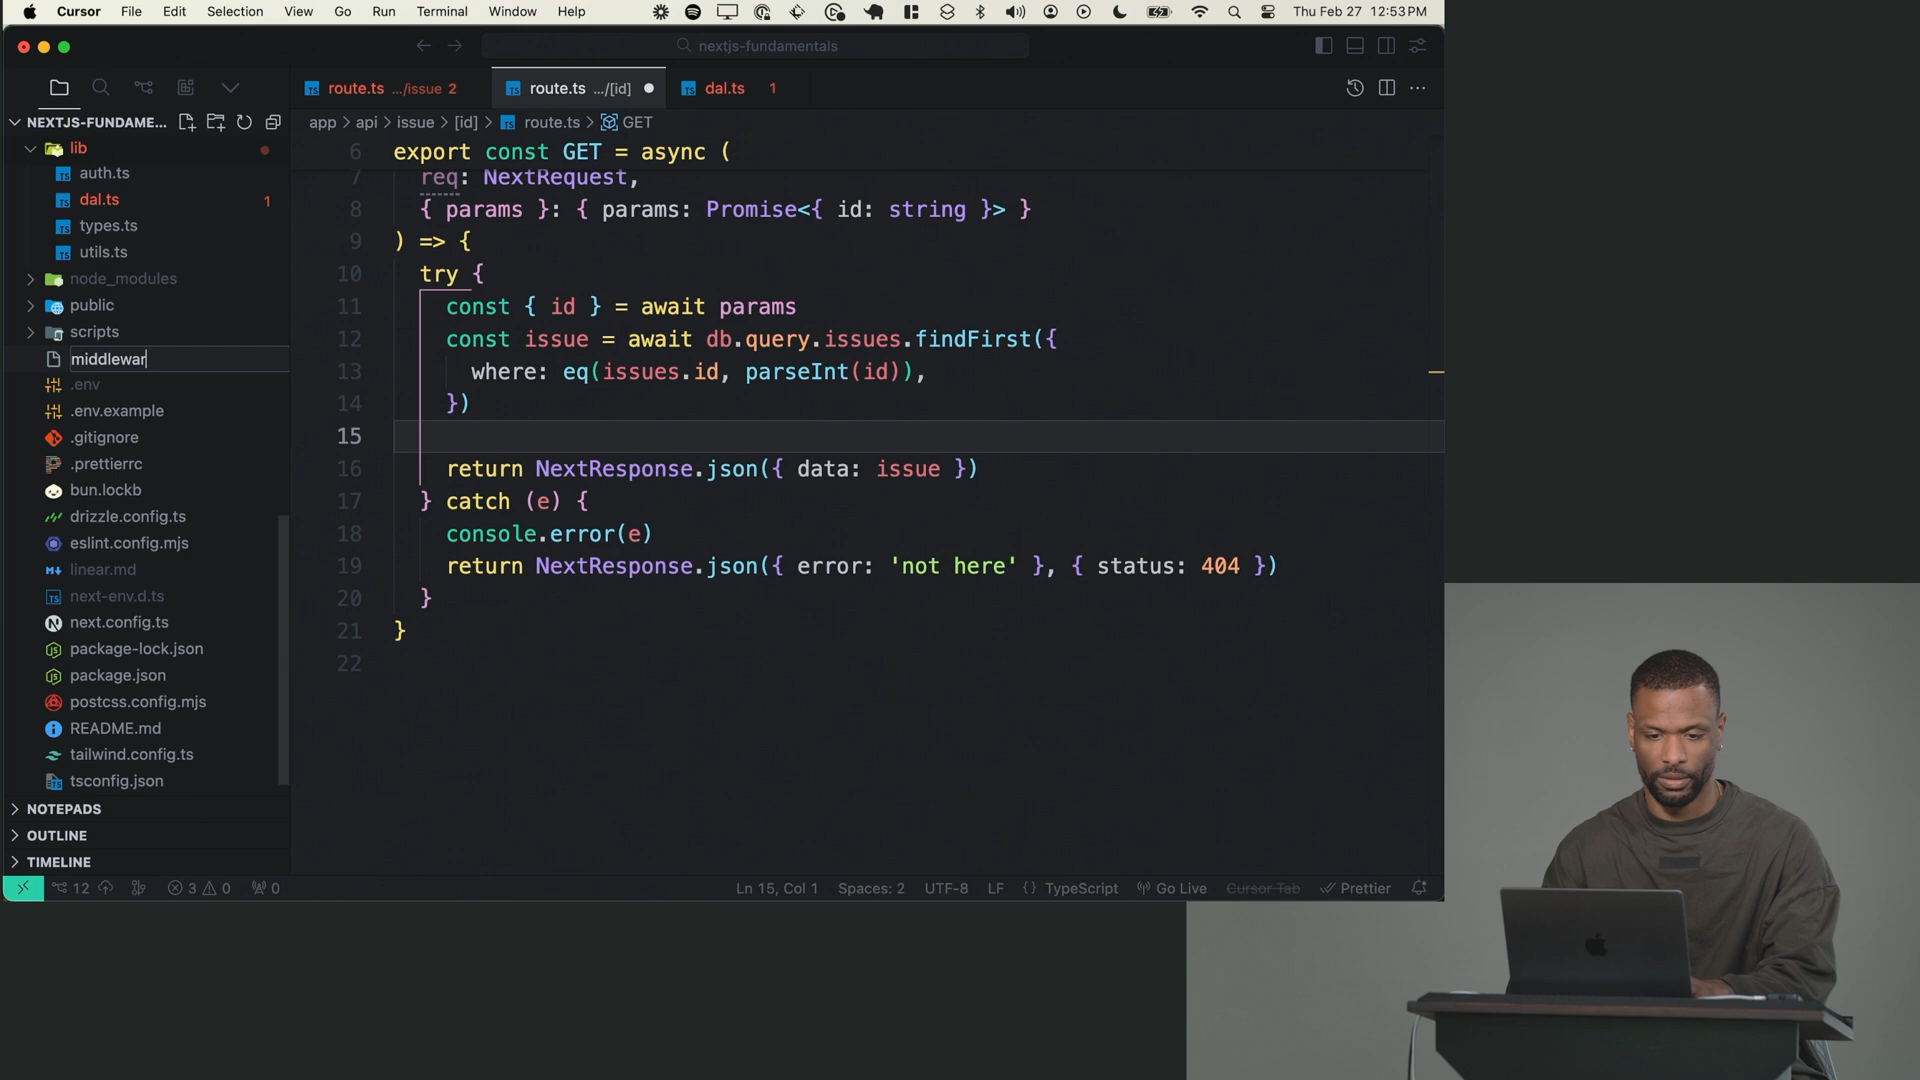 Cursor File Edit Selection View Go Run Terminal Window Help Thu Feb 27 12:53 PM
nextjs-fundamentals
route.ts .../issue 2 route.ts .../[id] dal.ts 1
NEXTJS-FUNDAME...
app > api > issue > [id] > route.ts > GET
lib
auth.ts
dal.ts 1
types.ts
utils.ts
node_modules
public
scripts
middlewar
.env
.env.example
.gitignore
.prettierrc
bun.lockb
drizzle.config.ts
eslint.config.mjs
linear.md
next-env.d.ts
next.config.ts
package-lock.json
package.json
postcss.config.mjs
README.md
tailwind.config.ts
tsconfig.json
NOTEPADS
OUTLINE
TIMELINE
6 export const GET = async (
7 req: NextRequest,
8 { params }: { params: Promise<{ id: string }> }
9 ) => {
10 try {
11 const { id } = await params
12 const issue = await db.query.issues.findFirst({
13 where: eq(issues.id, parseInt(id)),
14 })
15
16 return NextResponse.json({ data: issue })
17 } catch (e) {
18 console.error(e)
19 return NextResponse.json({ error: 'not here' }, { status: 404 })
20 }
21 }
22
12 3 0 0 Ln 15, Col 1 Spaces: 2 UTF-8 LF {} TypeScript Go Live Cursor Tab Prettier